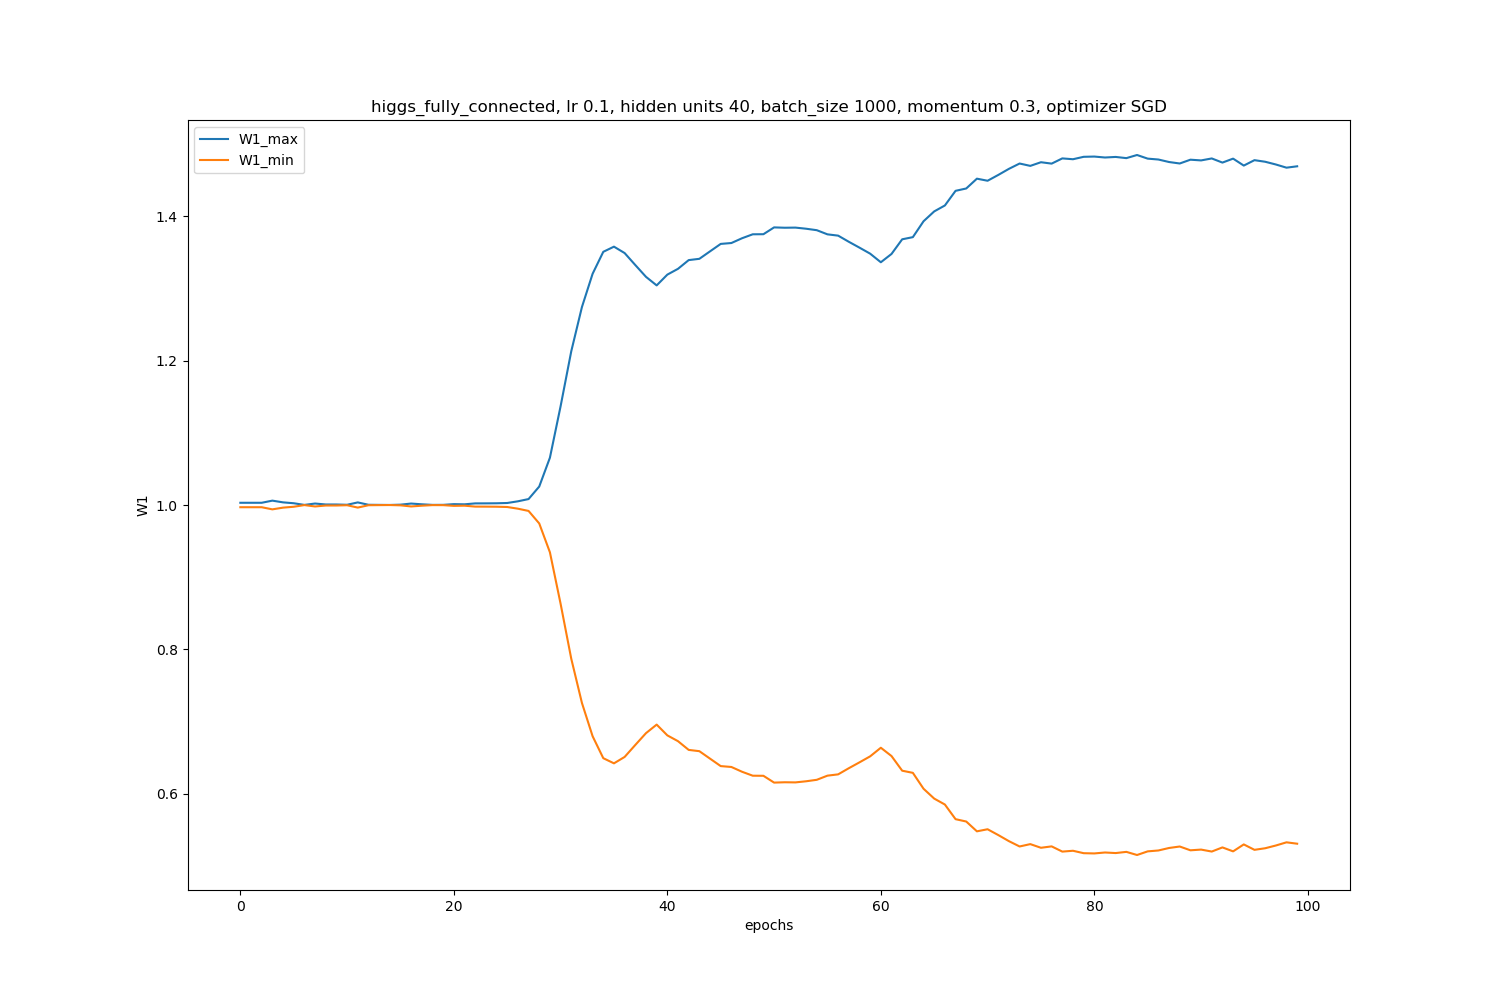 higgs_fully_connected, lr 0.1, hidden units 40, batch_size 1000, momentum 0.3, optimizer SGD
W1_max
W1_min
1.4
1.2
1.0
0.8
0.6
W1
0 20 40 60 80 100
epochs